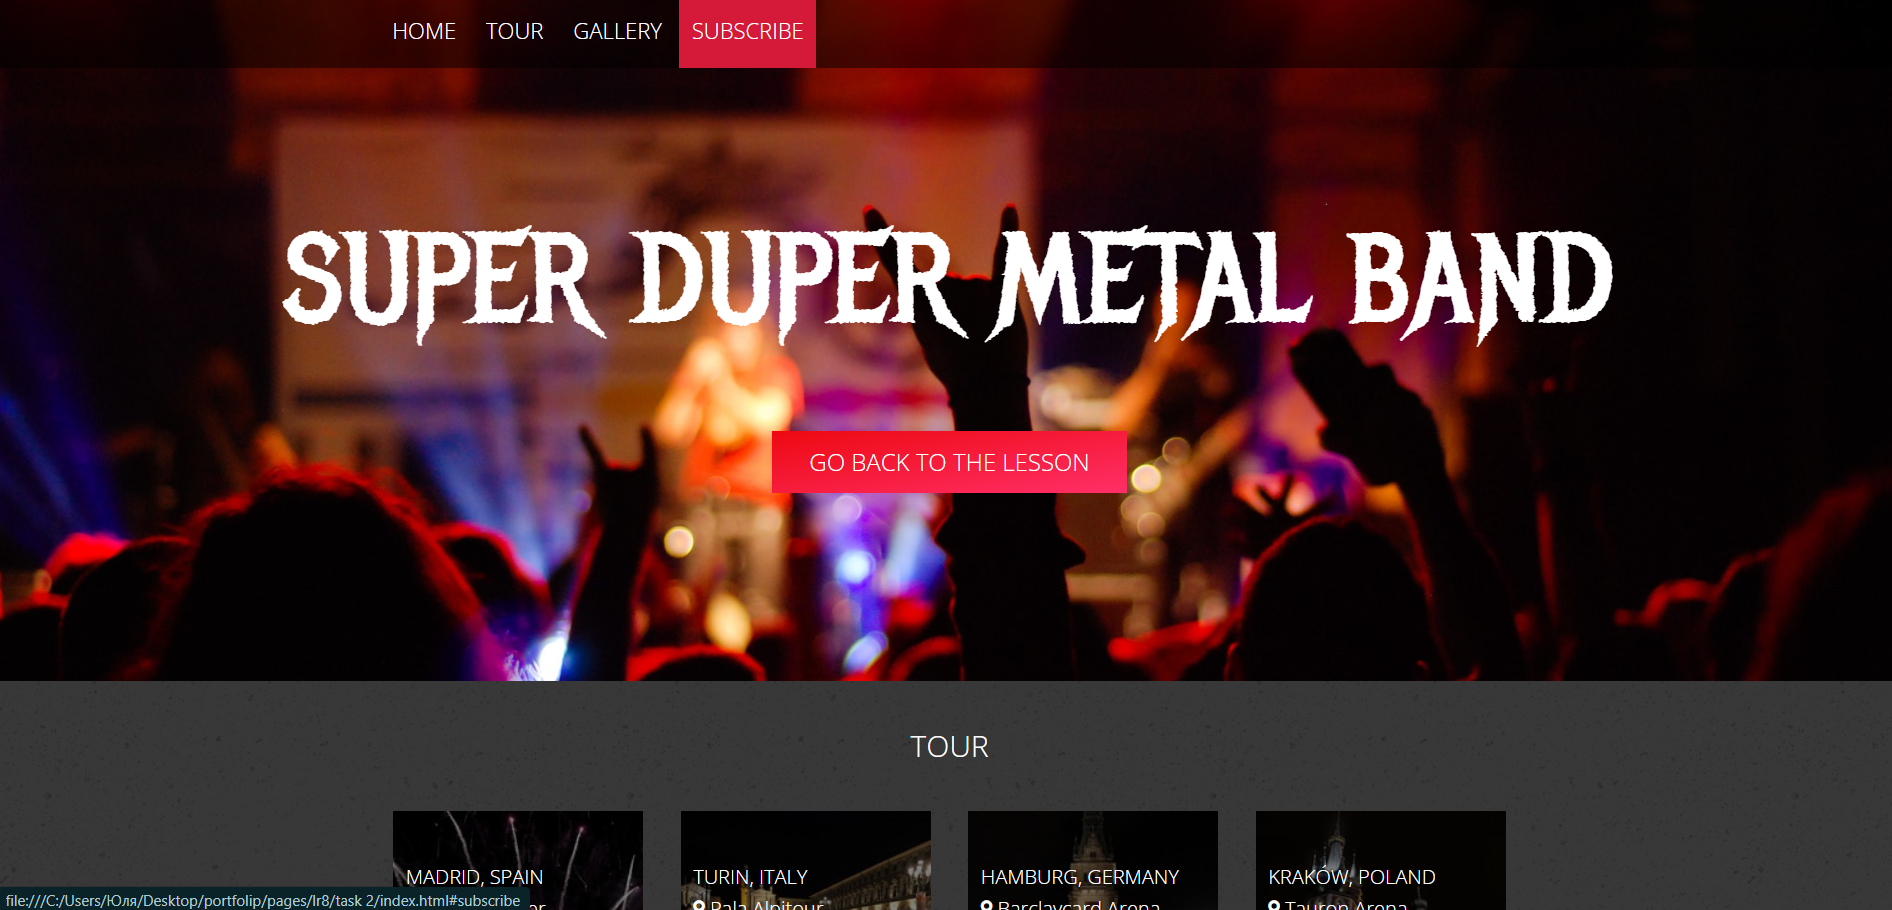 HOME TOUR GALLERY SUBSCRIBE
SUPER DUPER METAL BAND
GO BACK TO THE LESSON
TOUR
MADRID, SPAIN
TURIN, ITALY
Pala Alpitour
HAMBURG, GERMANY
Barclaycard Arena
KRAKÓW, POLAND
Tauron Arena
file:///C:/Users/Юля/Desktop/portfolip/pages/lr8/task 2/index.html#subscribe